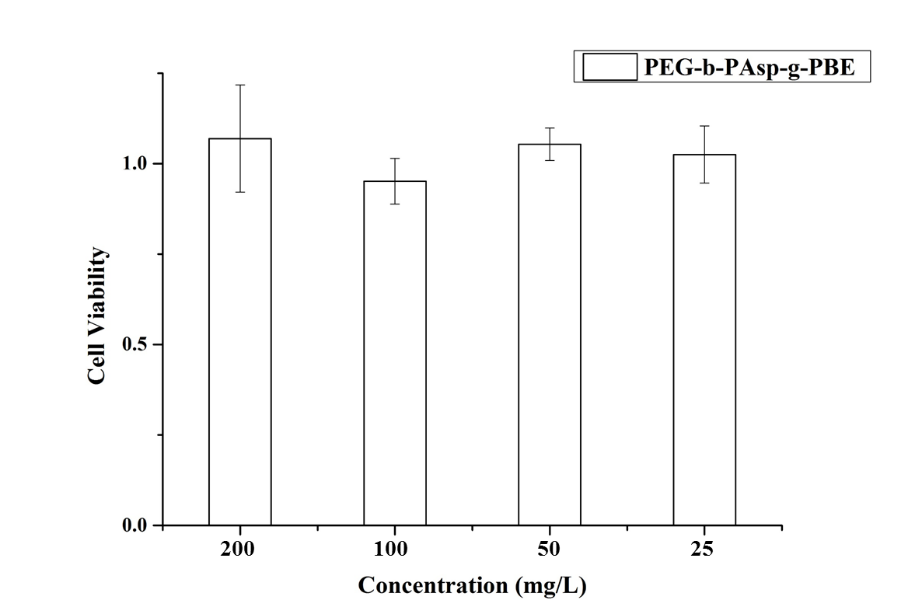 PEG-b-PAsp-g-PBE
1.0
0.5
0.0
Cell Viability
200 100 50 25
Concentration (mg/L)